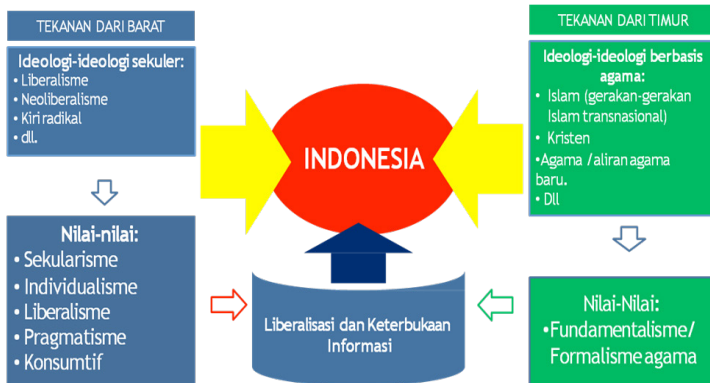 TEKANAN DARI BARAT
Ideologi-ideologi sekuler:
• Liberalisme
• Neoliberalisme
• Kiri radikal
• dll.
Nilai-nilai:
• Sekularisme
• Individualisme
• Liberalisme
• Pragmatisme
• Konsumtif
INDONESIA
Liberalisasi dan Keterbukaan
Informasi
TEKANAN DARI TIMUR
Ideologi-ideologi berbasis
agama:
• Islam (gerakan-gerakan
Islam transnasional)
• Kristen
•Agama /aliran agama
baru.
• Dll
Nilai-Nilai:
•Fundamentalisme/
Formalisme agama